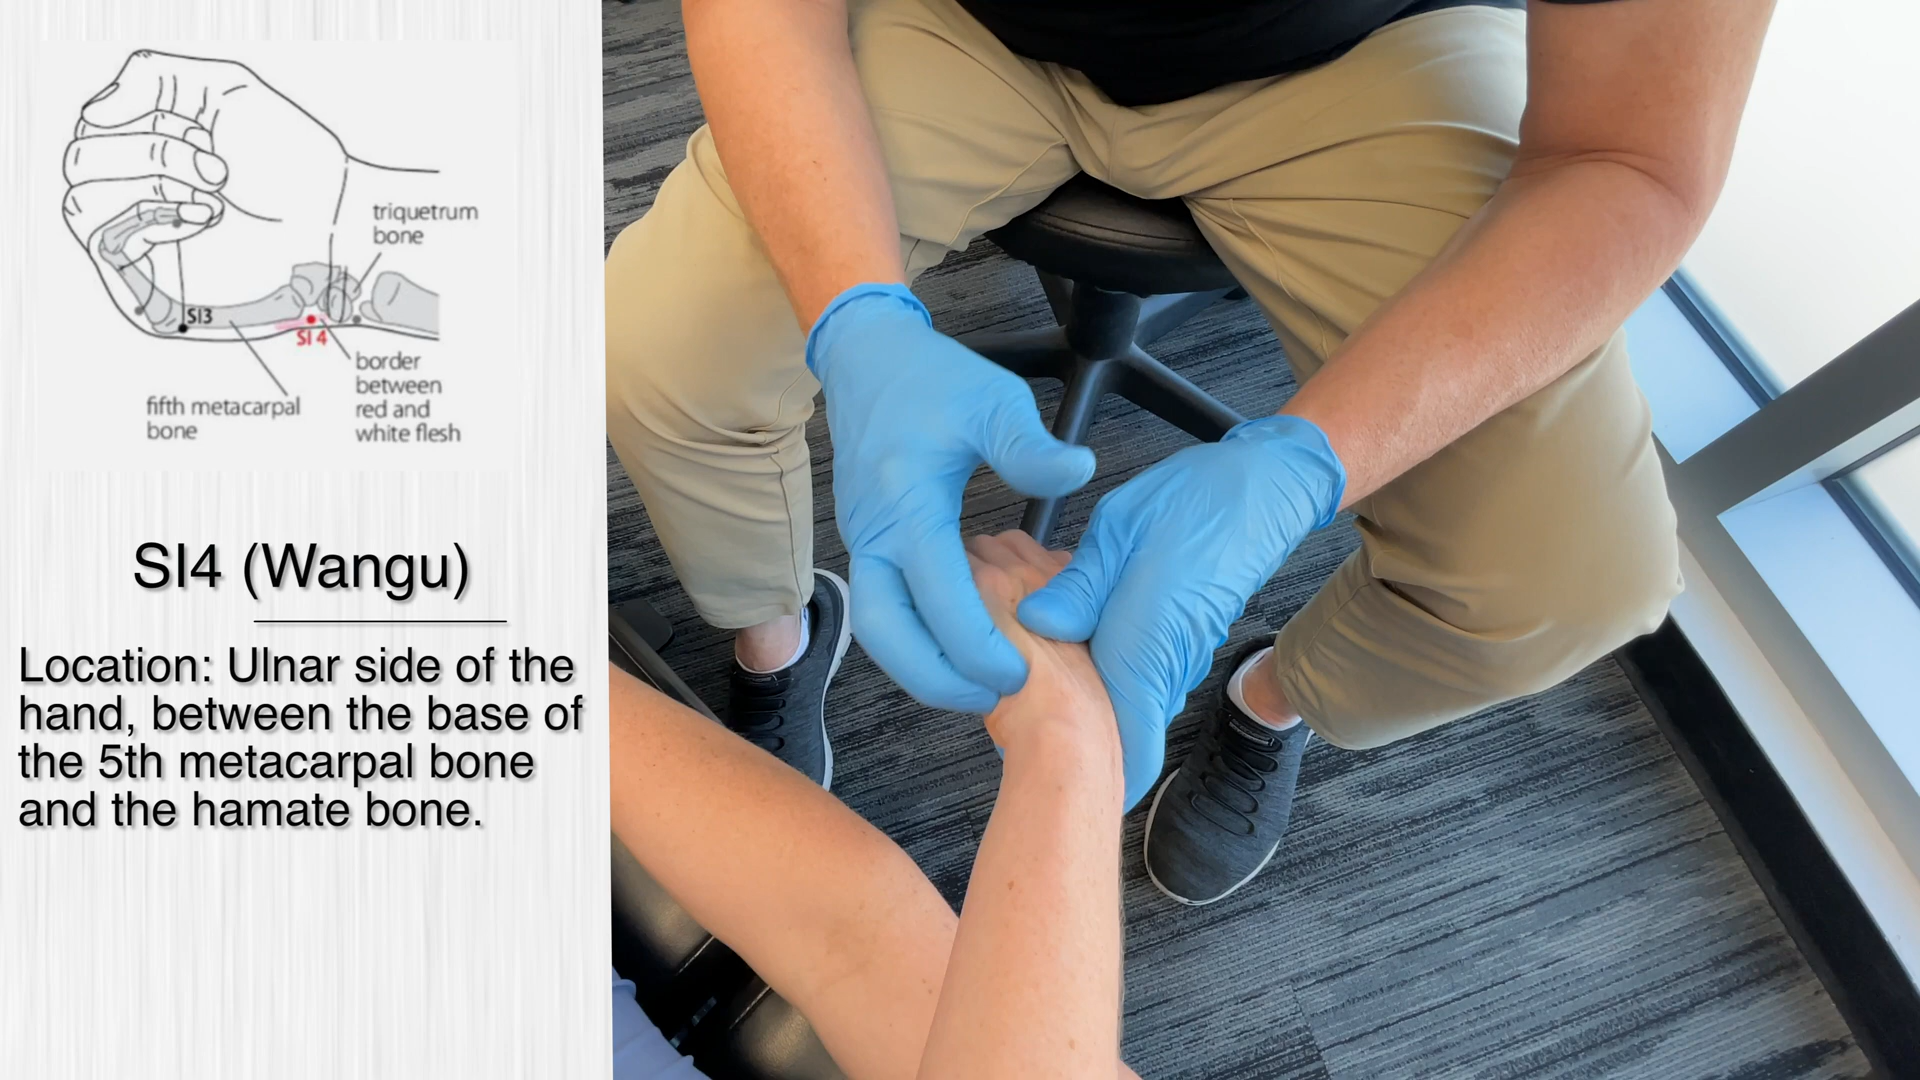 triquetrum
bone
SI3
SI 4
border
between
red and
white flesh
fifth metacarpal
bone
SI4 (Wangu)
Location: Ulnar side of the
hand, between the base of
the 5th metacarpal bone
and the hamate bone.